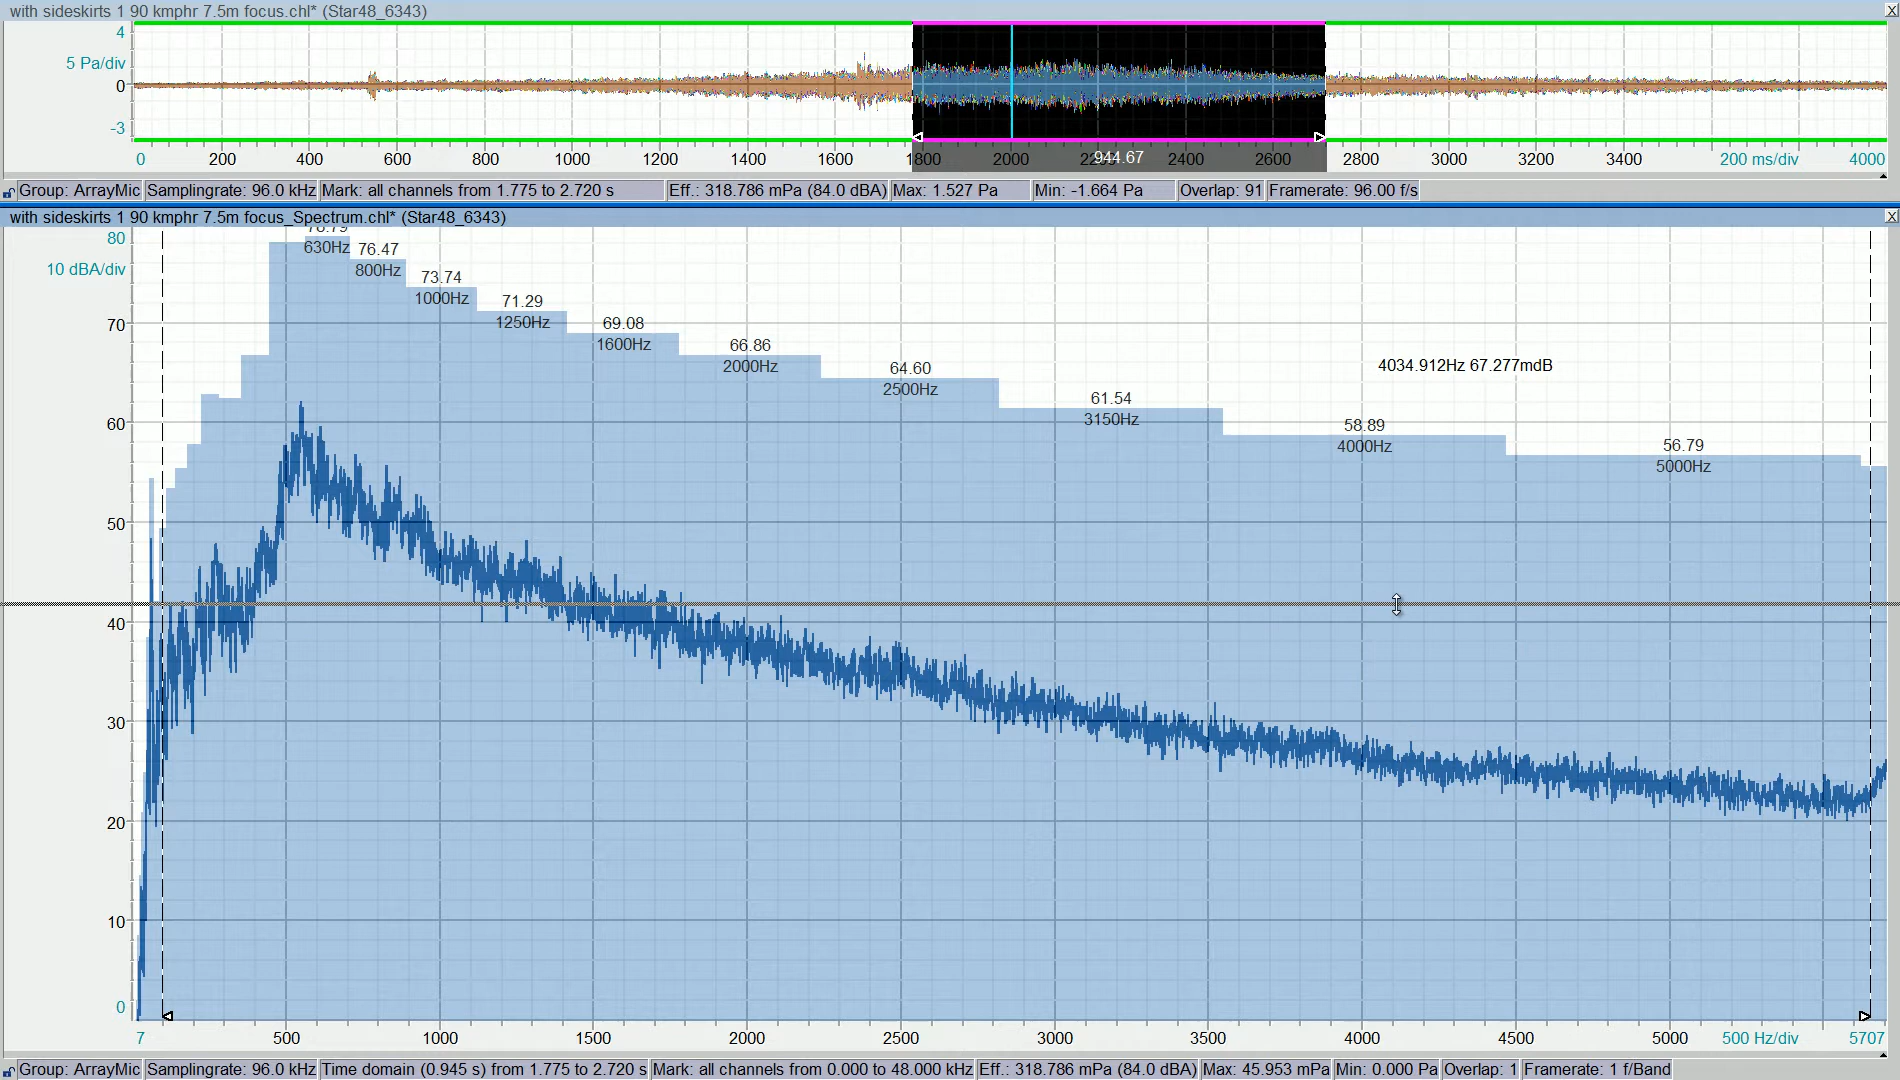 with sideskirts 1 90 kmphr 7.5m focus.chl* (Star48_6343) X
4
5 Pa/div
0
-3
944.67
0 200 400 600 800 1000 1200 1400 1600 1800 2000 2400 2600 2800 3000 3200 3400 200 ms/div 4000
Group: ArrayMic Samplingrate: 96.0 kHz Mark: all channels from 1.775 to 2.720 s Eff.: 318.786 mPa (84.0 dBA) Max: 1.527 Pa Min: -1.664 Pa Overlap: 91 Framerate: 96.00 f/s
with sideskirts 1 90 kmphr 7.5m focus_Spectrum.chl* (Star48_6343) X
80
10 dBA/div
70
60
50
40
30
20
10
0
630Hz
76.47
800Hz
73.74
1000Hz
71.29
1250Hz
69.08
1600Hz
66.86
2000Hz
64.60
2500Hz
61.54
3150Hz
4034.912Hz 67.277mdB
58.89
4000Hz
56.79
5000Hz
7 500 1000 1500 2000 2500 3000 3500 4000 4500 5000 500 Hz/div 5707
Group: ArrayMic Samplingrate: 96.0 kHz Time domain (0.945 s) from 1.775 to 2.720 s Mark: all channels from 0.000 to 48.000 kHz Eff.: 318.786 mPa (84.0 dBA) Max: 45.953 mPa Min: 0.000 Pa Overlap: 1 Framerate: 1 f/Band